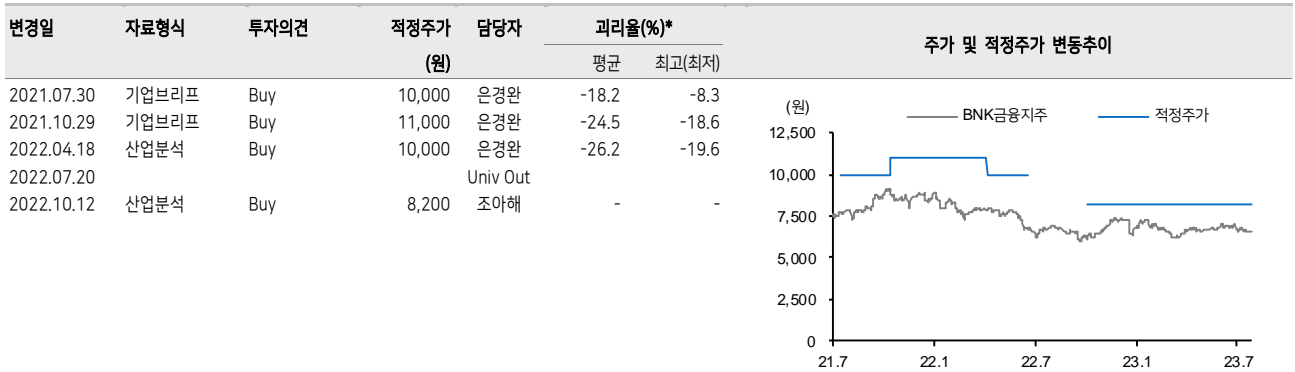 변경일 자료형식 투자의견 적정주가 담당자 괴리율(%)*
(원) 평균 최고(최저)
2021.07.30 기업브리프 Buy 10,000 은경완 -18.2 -8.3
2021.10.29 기업브리프 Buy 11,000 은경완 -24.5 -18.6
2022.04.18 산업분석 Buy 10,000 은경완 -26.2 -19.6
2022.07.20 Univ Out
2022.10.12 산업분석 Buy 8,200 조아해 - -
주가 및 적정주가 변동추이
(원)
BNK금융지주 적정주가
12,500
10,000
7,500
5,000
2,500
0
21.7 22.1 22.7 23.1 23.7